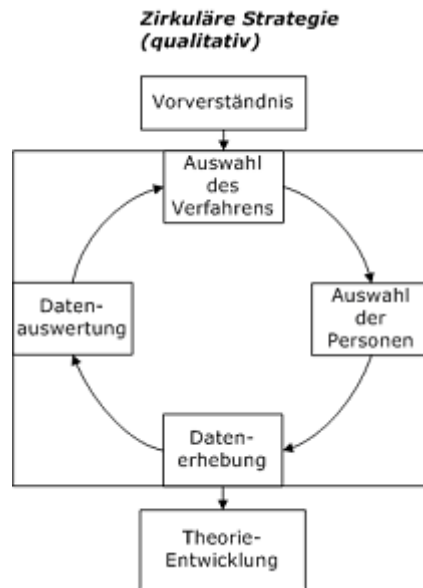 Zirkuläre Strategie
(qualitativ)
Vorverständnis
Auswahl
des
Verfahrens
Auswahl
der
Personen
Daten-
erhebung
Daten-
auswertung
Theorie-
Entwicklung